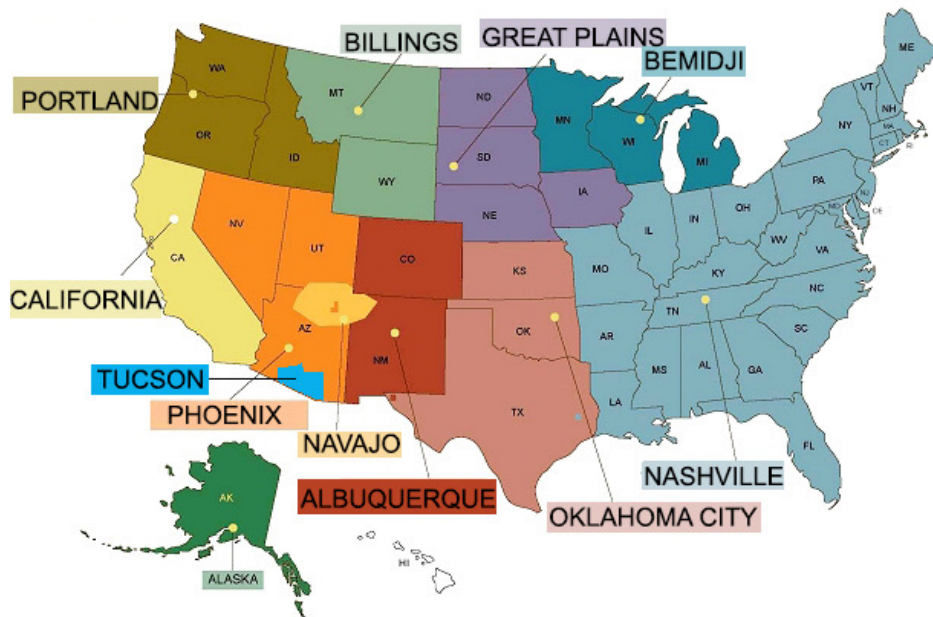 BILLINGS
GREAT PLAINS
BEMIDJI
PORTLAND
CALIFORNIA
TUCSON
PHOENIX
NAVAJO
ALBUQUERQUE
OKLAHOMA CITY
NASHVILLE
ALASKA
WA
OR
ID
MT
WY
ND
SD
NE
IA
MN
WI
MI
ME
VT
NH
MA
CT
RI
NY
PA
NJ
MD
DE
OH
IN
IL
WV
VA
KY
MO
KS
CO
UT
NV
CA
AZ
NM
OK
AR
TN
NC
SC
MS
AL
GA
LA
TX
FL
AK
HI